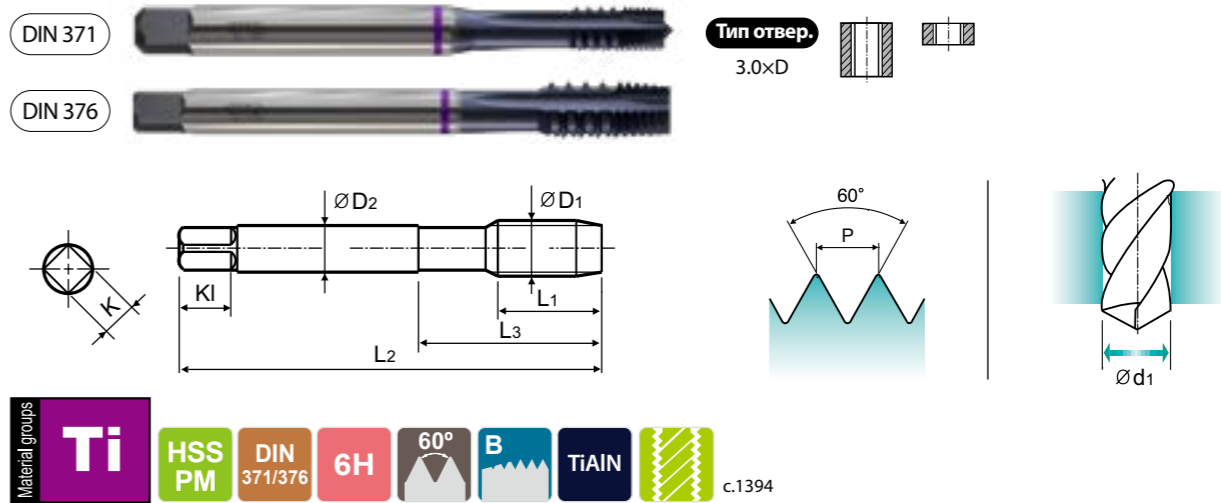 DIN 371
Тип отвер.
3.0×D
DIN 376
ØD2
ØD1
60°
P
K
Kl
L1
L3
L2
Ød1
Material groups
Ti
HSS
PM
DIN
371/376
6H
60º
B
TiAlN
c.1394